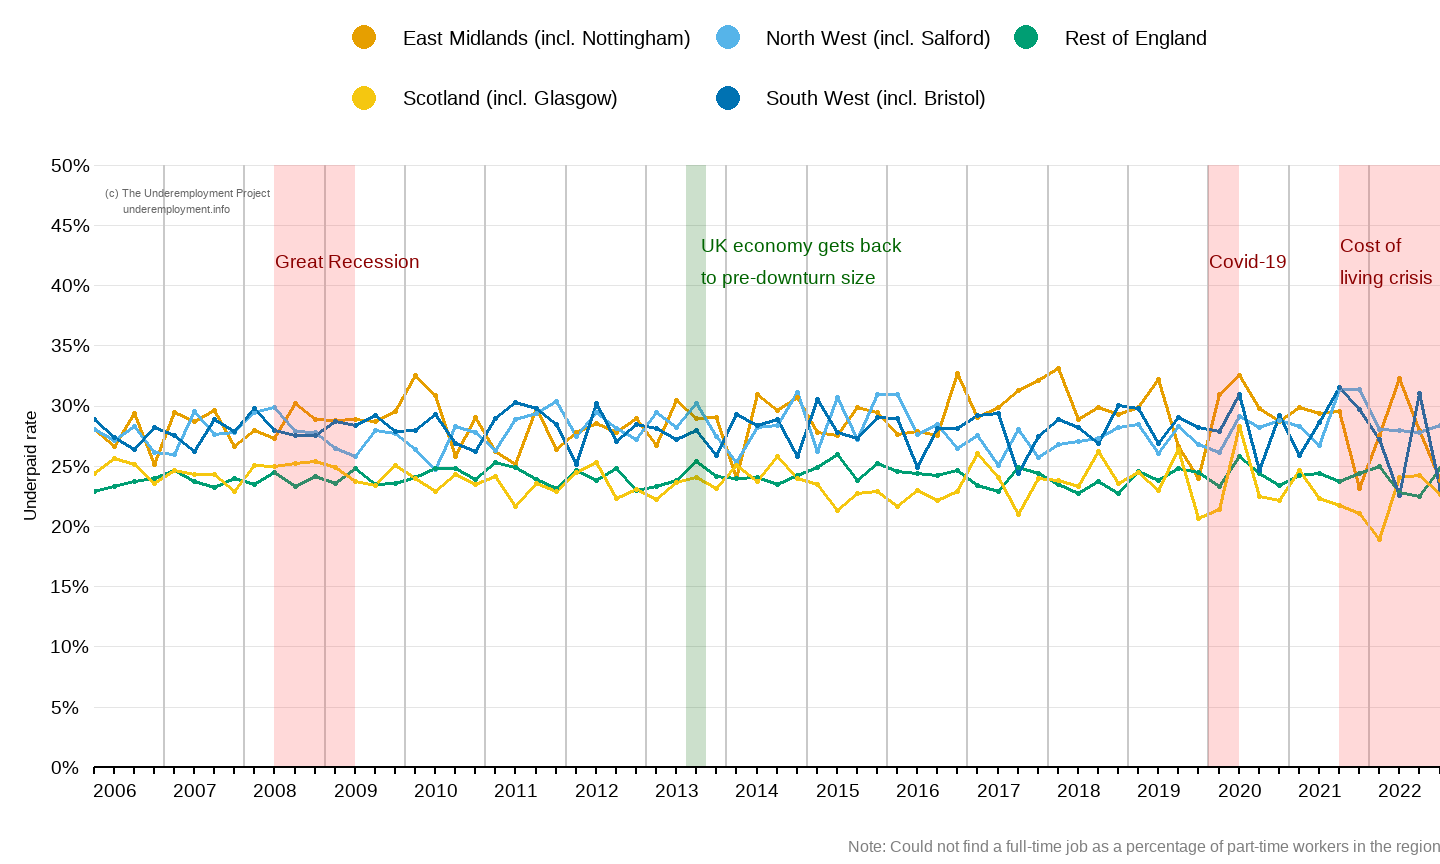 East Midlands (incl. Nottingham) North West (incl. Salford) Rest of England
Scotland (incl. Glasgow) South West (incl. Bristol)
50%
(c) The Underemployment Project
underemployment.info
45%
UK economy gets back
Cost of
Great Recession
Covid-19
to pre-downturn size
living crisis
40%
35%
30%
25%
20%
15%
10%
5%
0%
Underpaid rate
2006 2007 2008 2009 2010 2011 2012 2013 2014 2015 2016 2017 2018 2019 2020 2021 2022
Note: Could not find a full-time job as a percentage of part-time workers in the region